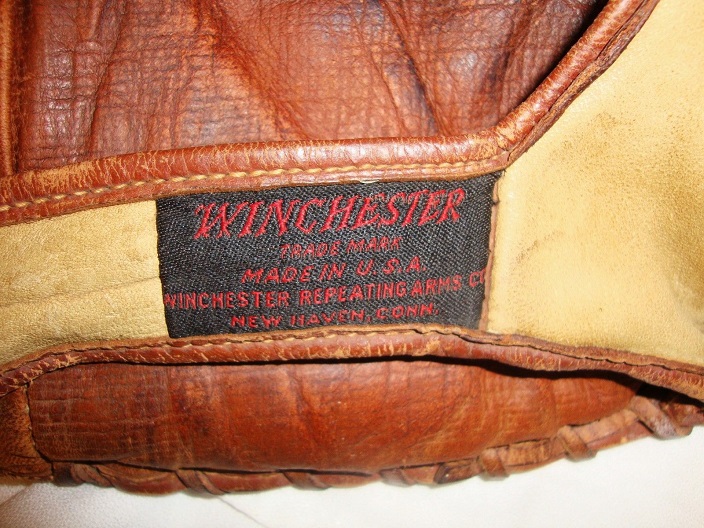 WINCHESTER
TRADE MARK
MADE IN U.S.A.
WINCHESTER REPEATING ARMS CO
NEW HAVEN, CONN.